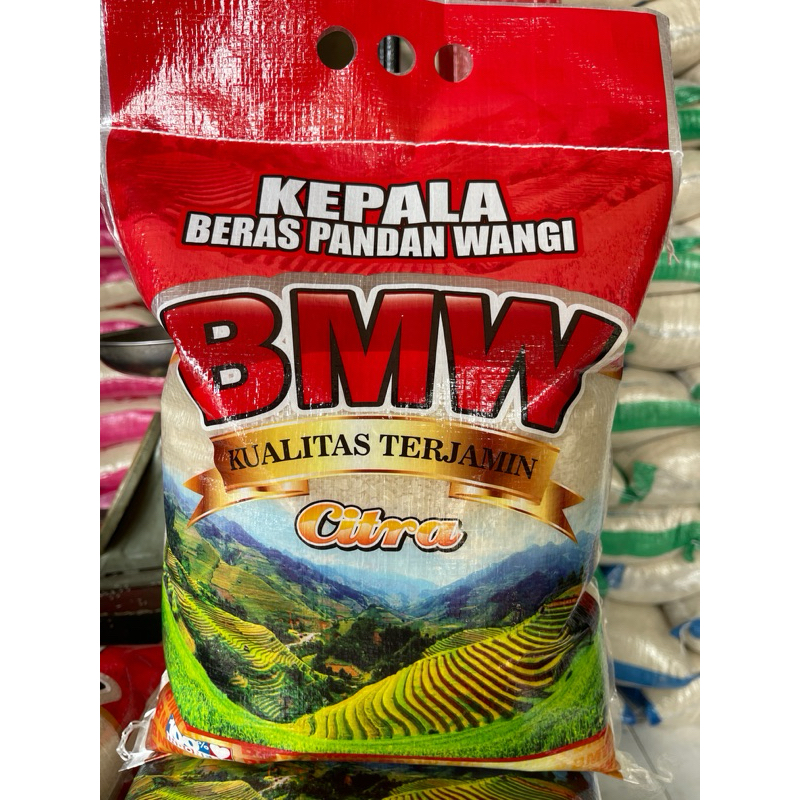 KEPALA
BERAS PANDAN WANGI
BMW
KUALITAS TERJAMIN
Citra